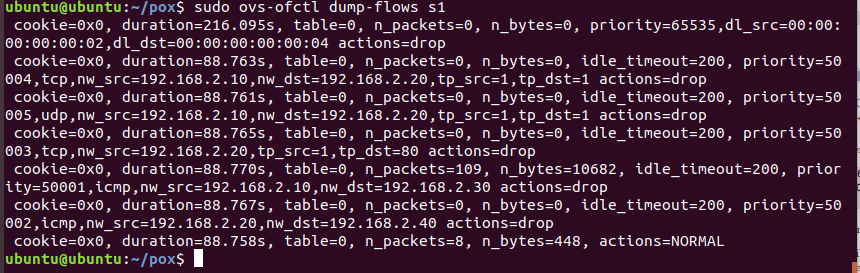 ubuntu@ubuntu:~/pox$ sudo ovs-ofctl dump-flows s1
 cookie=0x0, duration=216.095s, table=0, n_packets=0, n_bytes=0, priority=65535,dl_src=00:00:
00:00:00:02,dl_dst=00:00:00:00:00:04 actions=drop
 cookie=0x0, duration=88.763s, table=0, n_packets=0, n_bytes=0, idle_timeout=200, priority=50
004,tcp,nw_src=192.168.2.10,nw_dst=192.168.2.20,tp_src=1,tp_dst=1 actions=drop
 cookie=0x0, duration=88.761s, table=0, n_packets=0, n_bytes=0, idle_timeout=200, priority=50
005,udp,nw_src=192.168.2.10,nw_dst=192.168.2.20,tp_src=1,tp_dst=1 actions=drop
 cookie=0x0, duration=88.765s, table=0, n_packets=0, n_bytes=0, idle_timeout=200, priority=50
003,tcp,nw_src=192.168.2.20,tp_src=1,tp_dst=80 actions=drop
 cookie=0x0, duration=88.770s, table=0, n_packets=109, n_bytes=10682, idle_timeout=200, prior
ity=50001,icmp,nw_src=192.168.2.10,nw_dst=192.168.2.30 actions=drop
 cookie=0x0, duration=88.767s, table=0, n_packets=0, n_bytes=0, idle_timeout=200, priority=50
002,icmp,nw_src=192.168.2.20,nw_dst=192.168.2.40 actions=drop
 cookie=0x0, duration=88.758s, table=0, n_packets=8, n_bytes=448, actions=NORMAL
ubuntu@ubuntu:~/pox$